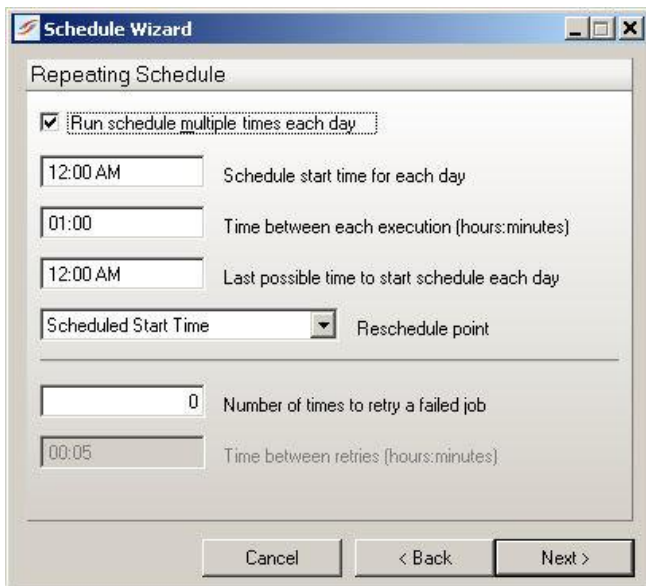 Schedule Wizard
Repeating Schedule
Run schedule multiple times each day
12:00 AM Schedule start time for each day
01:00 Time between each execution (hours:minutes)
12:00 AM Last possible time to start schedule each day
Scheduled Start Time Reschedule point
0 Number of times to retry a failed job
00:05 Time between retries (hours:minutes)
Cancel < Back Next >